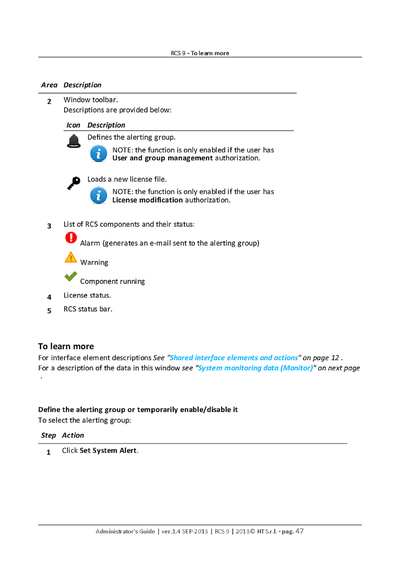 RCS 9 - To learn more
Area Description
2 Window toolbar.
Descriptions are provided below:
Icon Description
Defines the alerting group.
NOTE: the function is only enabled if the user has
User and group management authorization.
Loads a new license file.
NOTE: the function is only enabled if the user has
License modification authorization.
3 List of RCS components and their status:
Alarm (generates an e-mail sent to the alerting group)
Warning
Component running
4 License status.
5 RCS status bar.
To learn more
For interface element descriptions See "Shared interface elements and actions" on page 12 .
For a description of the data in this window see "System monitoring data (Monitor)" on next page
.
Define the alerting group or temporarily enable/disable it
To select the alerting group:
Step Action
1 Click Set System Alert.
Administrator's Guide | ver.1.4 SEP-2013 | RCS 9 | 2013© HT S.r.l. - pag. 47